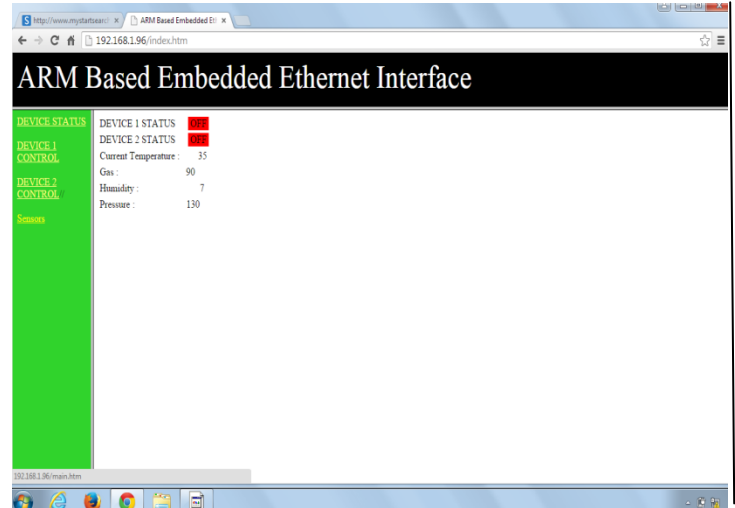 http://www.mystartsearch
ARM Based Embedded Eth
192.168.1.96/index.htm
ARM Based Embedded Ethernet Interface
DEVICE STATUS
DEVICE 1
CONTROL
DEVICE 2
CONTROL//
Sensors
DEVICE 1 STATUS OFF
DEVICE 2 STATUS OFF
Current Temperature : 35
Gas : 90
Humidity : 7
Pressure : 130
192.168.1.96/main.htm